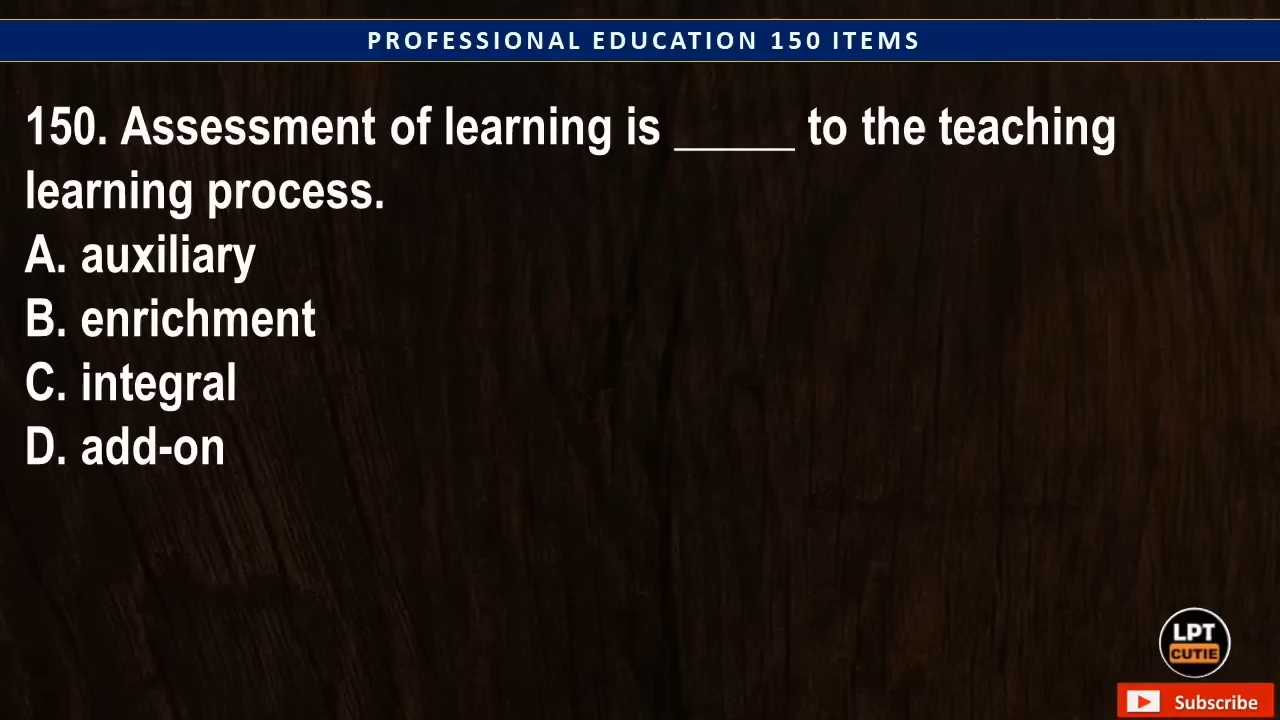 PROFESSIONAL EDUCATION 150 ITEMS
150. Assessment of learning is _____ to the teaching
learning process.
A. auxiliary
B. enrichment
C. integral
D. add-on
LPT
CUTIE
Subscribe